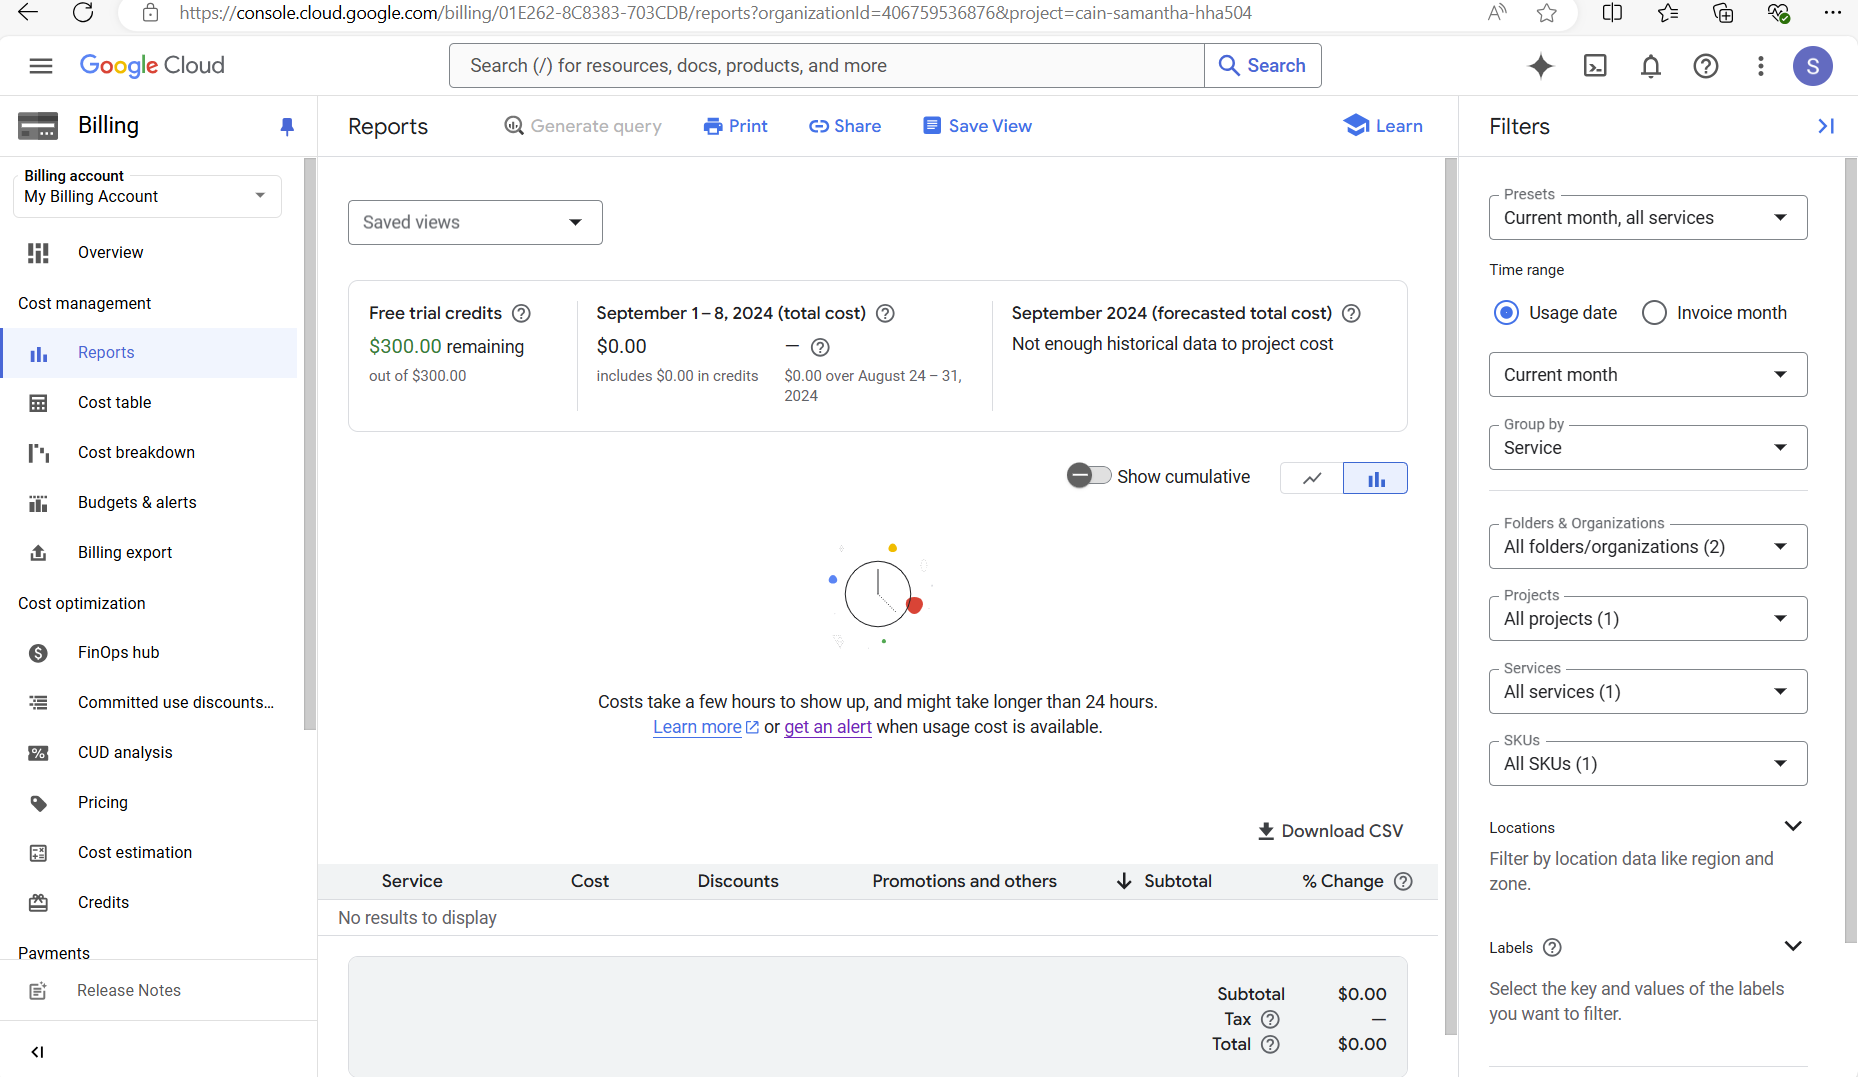 https://console.cloud.google.com/billing/01E262-8C8383-703CDB/reports?organizationId=406759536876&project=cain-samantha-hha504
Google Cloud
Search (/) for resources, docs, products, and more
Search
S
Billing
Billing account
My Billing Account
Overview
Cost management
Reports
Cost table
Cost breakdown
Budgets & alerts
Billing export
Cost optimization
FinOps hub
Committed use discounts...
CUD analysis
Pricing
Cost estimation
Credits
Payments
Release Notes
Reports
Generate query
Print
Share
Save View
Learn
Saved views
Free trial credits
$300.00 remaining
out of $300.00
September 1 – 8, 2024 (total cost)
$0.00
includes $0.00 in credits
—
$0.00 over August 24 – 31,
2024
September 2024 (forecasted total cost)
Not enough historical data to project cost
Show cumulative
Costs take a few hours to show up, and might take longer than 24 hours.
Learn more or get an alert when usage cost is available.
Download CSV
Service Cost Discounts Promotions and others Subtotal % Change
No results to display
Subtotal $0.00
Tax —
Total $0.00
Filters
Presets
Current month, all services
Time range
Usage date Invoice month
Current month
Group by
Service
Folders & Organizations
All folders/organizations (2)
Projects
All projects (1)
Services
All services (1)
SKUs
All SKUs (1)
Locations
Filter by location data like region and
zone.
Labels
Select the key and values of the labels
you want to filter.